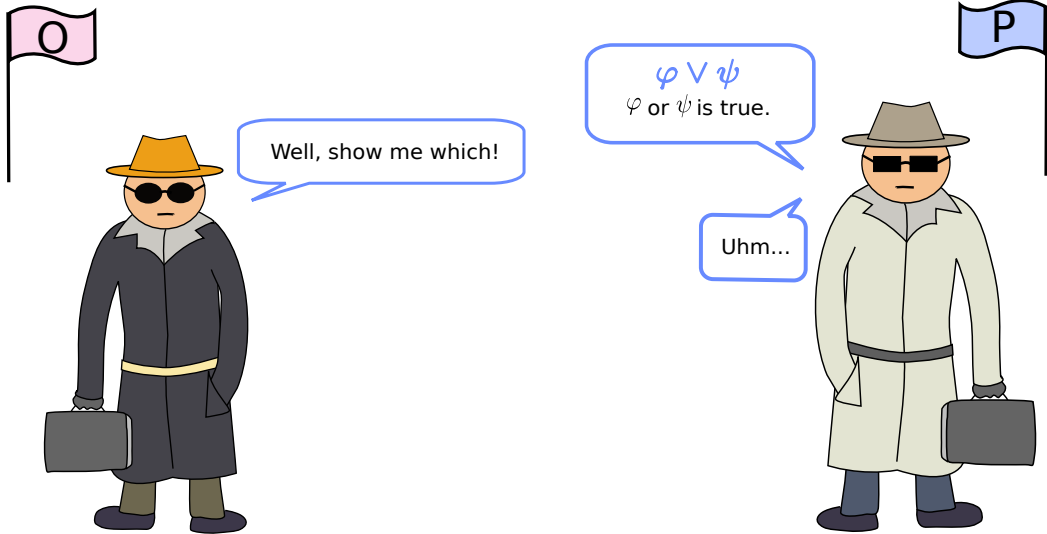 O
P
φ ∨ ψ
φ or ψ is true.
Well, show me which!
Uhm...